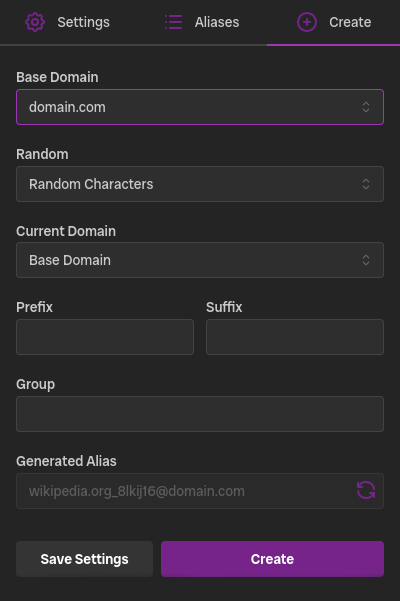 Settings Aliases Create
Base Domain
domain.com
Random
Random Characters
Current Domain
Base Domain
Prefix Suffix
Group
Generated Alias
wikipedia.org_8lkij16@domain.com
Save Settings Create